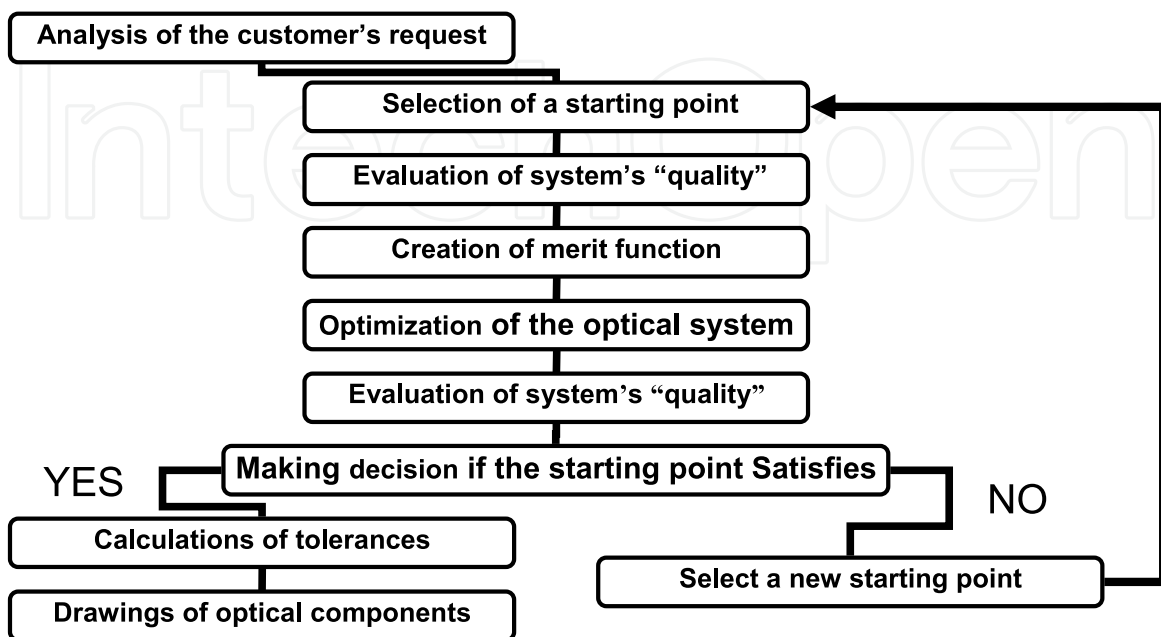 Analysis of the customer’s request
Selection of a starting point
IntechOpen
Evaluation of system’s “quality”
Creation of merit function
Optimization of the optical system
Evaluation of system’s “quality”
Making decision if the starting point Satisfies
YES
NO
Calculations of tolerances
Select a new starting point
Drawings of optical components